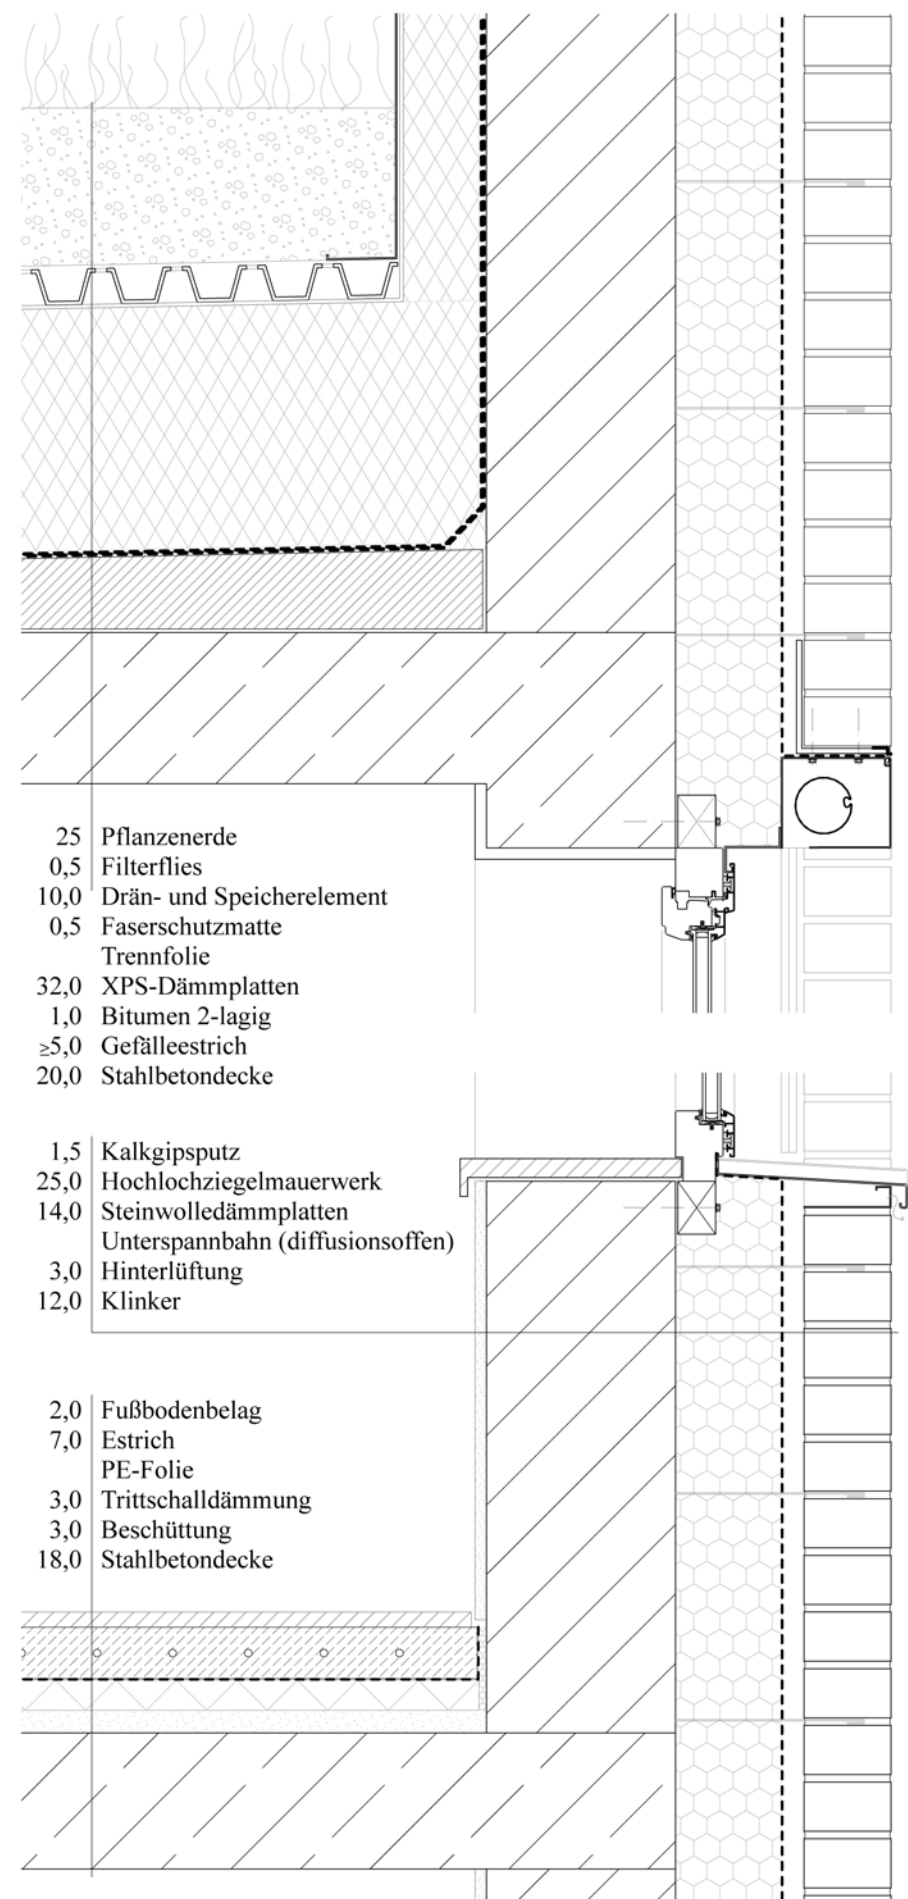 25 Pflanzenerde
0,5 Filterflies
10,0 Drän- und Speicherelement
0,5 Faserschutzmatte
Trennfolie
32,0 XPS-Dämmplatten
1,0 Bitumen 2-lagig
≥5,0 Gefälleestrich
20,0 Stahlbetondecke
1,5 Kalkgipsputz
25,0 Hochlochziegelmauerwerk
14,0 Steinwolledämmplatten
Unterspannbahn (diffusionsoffen)
3,0 Hinterlüftung
12,0 Klinker
2,0 Fußbodenbelag
7,0 Estrich
PE-Folie
3,0 Trittschalldämmung
3,0 Beschüttung
18,0 Stahlbetondecke